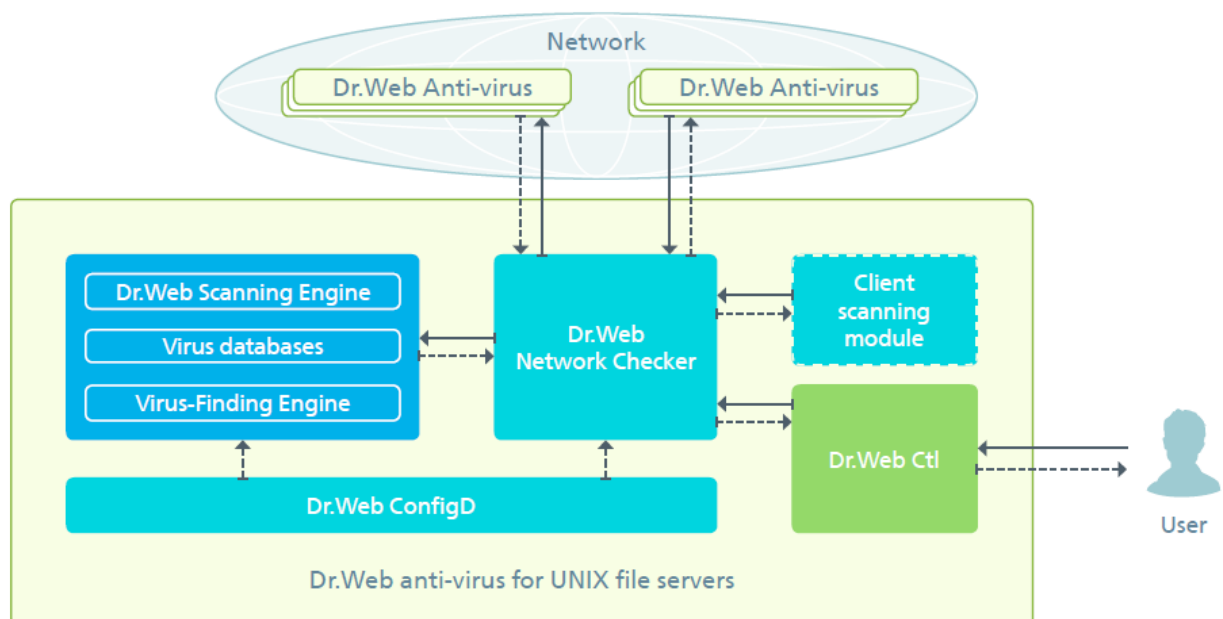 Network
Dr.Web Anti-virus
Dr.Web Anti-virus
Dr.Web Scanning Engine
Virus databases
Virus-Finding Engine
Dr.Web
Network Checker
Client
scanning
module
Dr.Web Ctl
Dr.Web ConfigD
User
Dr.Web anti-virus for UNIX file servers